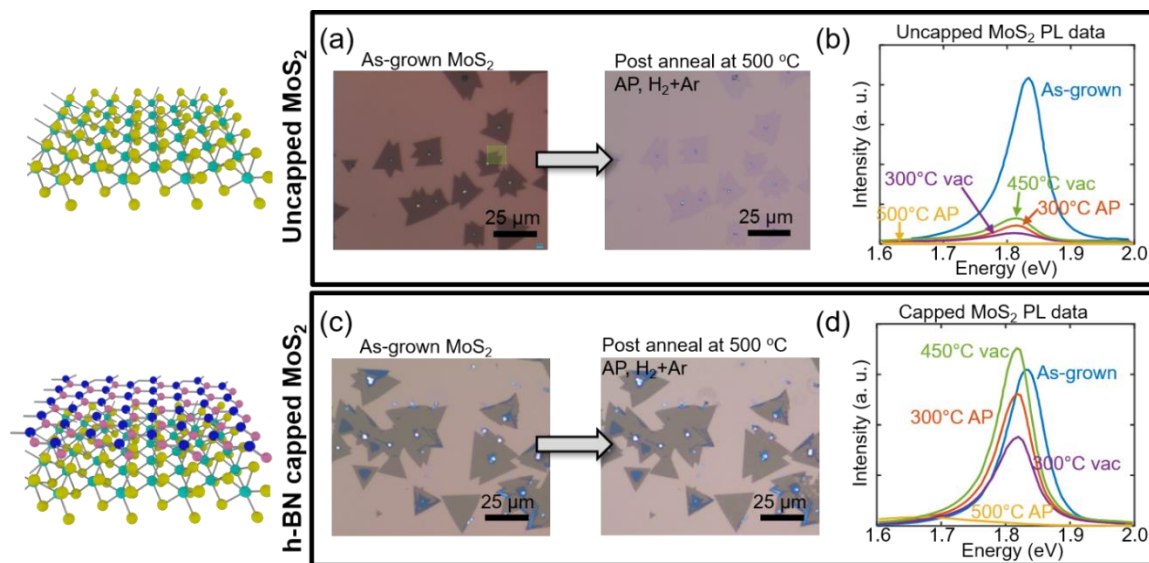 Uncapped MoS₂
(a)
As-grown MoS₂
Post anneal at 500 °C
AP, H₂+Ar
25 µm
25 µm
(b)
Uncapped MoS₂ PL data
Intensity (a. u.)
As-grown
300°C vac
450°C vac
300°C AP
500°C AP
1.6 1.7 1.8 1.9 2.0
Energy (eV)
h-BN capped MoS₂
(c)
As-grown MoS₂
Post anneal at 500 °C
AP, H₂+Ar
25 µm
25 µm
(d)
Capped MoS₂ PL data
Intensity (a. u.)
450°C vac
As-grown
300°C AP
300°C vac
500°C AP
1.6 1.7 1.8 1.9 2.0
Energy (eV)